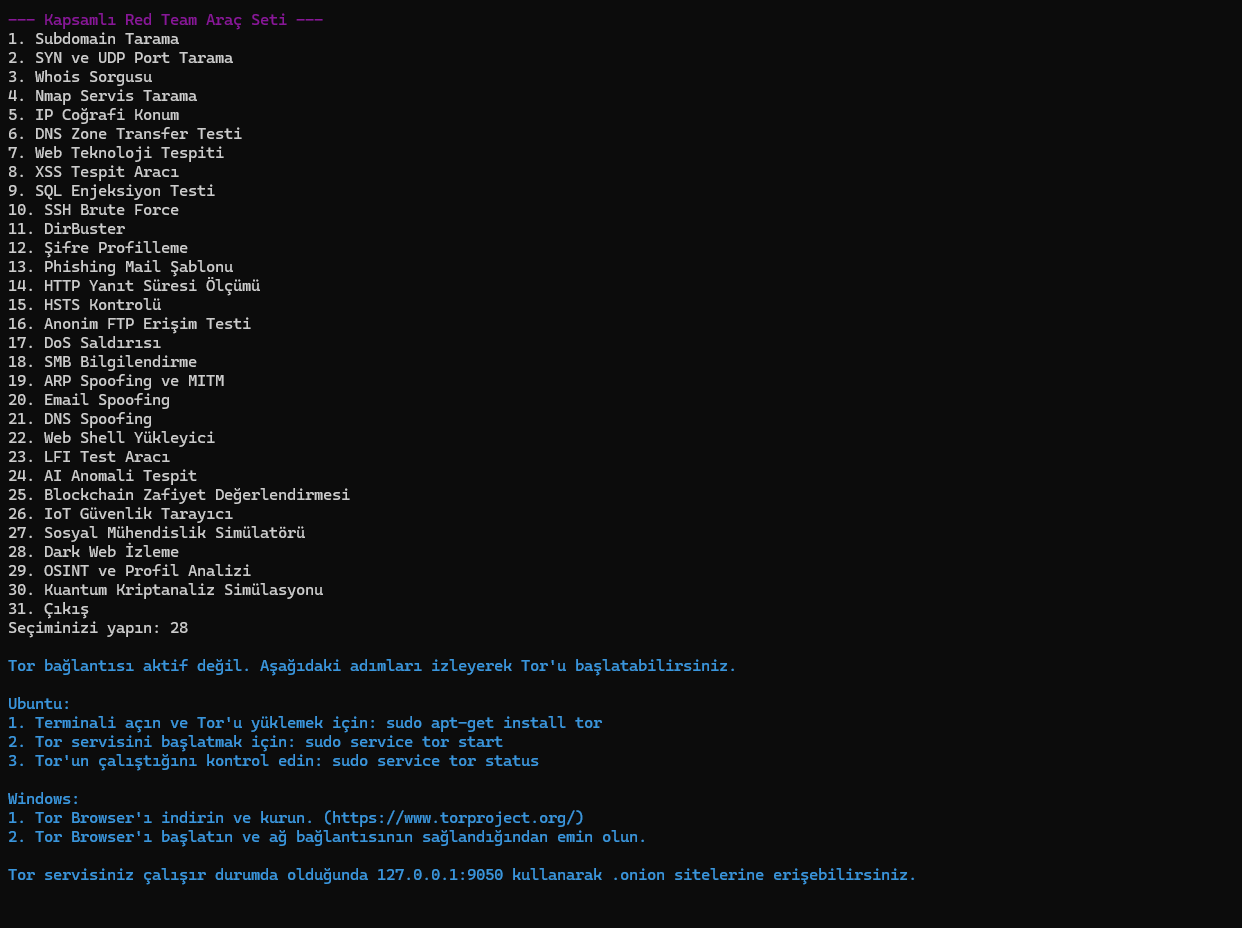 --- Kapsamlı Red Team Araç Seti ---
1. Subdomain Tarama
2. SYN ve UDP Port Tarama
3. Whois Sorgusu
4. Nmap Servis Tarama
5. IP Coğrafi Konum
6. DNS Zone Transfer Testi
7. Web Teknoloji Tespiti
8. XSS Tespit Aracı
9. SQL Enjeksiyon Testi
10. SSH Brute Force
11. DirBuster
12. Şifre Profilleme
13. Phishing Mail Şablonu
14. HTTP Yanıt Süresi Ölçümü
15. HSTS Kontrolü
16. Anonim FTP Erişim Testi
17. DoS Saldırısı
18. SMB Bilgilendirme
19. ARP Spoofing ve MITM
20. Email Spoofing
21. DNS Spoofing
22. Web Shell Yükleyici
23. LFI Test Aracı
24. AI Anomali Tespit
25. Blockchain Zafiyet Değerlendirmesi
26. IoT Güvenlik Tarayıcı
27. Sosyal Mühendislik Simülatörü
28. Dark Web İzleme
29. OSINT ve Profil Analizi
30. Kuantum Kriptanaliz Simülasyonu
31. Çıkış
Seçiminizi yapın: 28
Tor bağlantısı aktif değil. Aşağıdaki adımları izleyerek Tor'u başlatabilirsiniz.
Ubuntu:
1. Terminali açın ve Tor'u yüklemek için: sudo apt-get install tor
2. Tor servisini başlatmak için: sudo service tor start
3. Tor'un çalıştığını kontrol edin: sudo service tor status
Windows:
1. Tor Browser'ı indirin ve kurun. (https://www.torproject.org/)
2. Tor Browser'ı başlatın ve ağ bağlantısının sağlandığından emin olun.
Tor servisiniz çalışır durumda olduğunda 127.0.0.1:9050 kullanarak .onion sitelerine erişebilirsiniz.